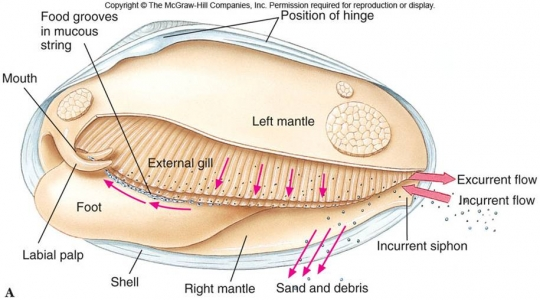 Copyright © The McGraw-Hill Companies, Inc. Permission required for reproduction or display.
Food grooves
in mucous
string
Position of hinge
Mouth
Left mantle
External gill
Excurrent flow
Incurrent flow
Foot
Incurrent siphon
Labial palp
Shell
Right mantle
Sand and debris
A